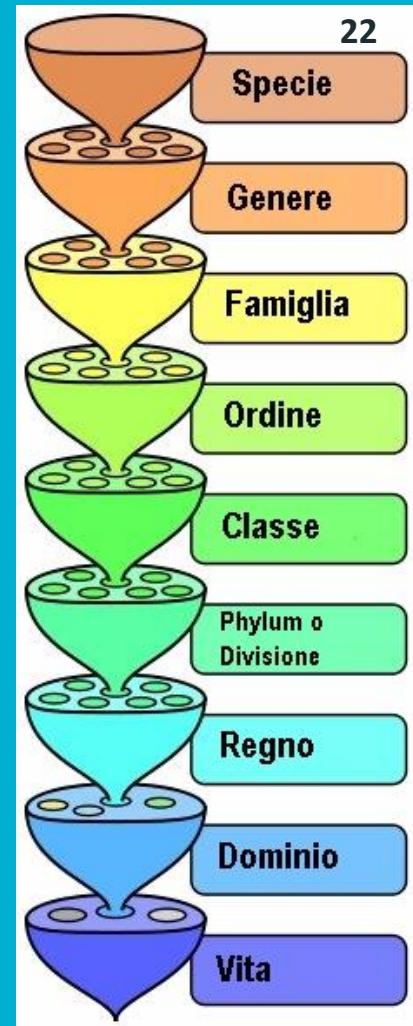 22
Specie
Genere
Famiglia
Ordine
Classe
Phylum o
Divisione
Regno
Dominio
Vita